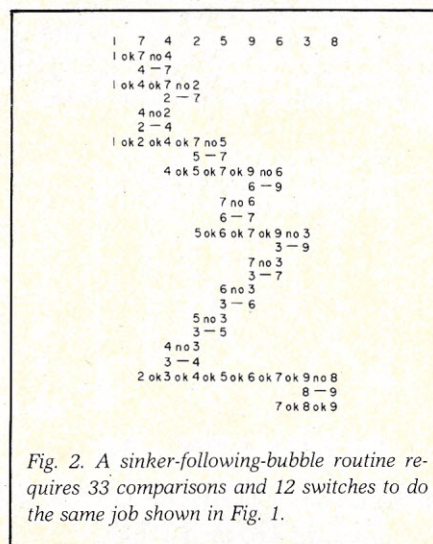 1 7 4 2 5 9 6 3 8
1 ok 7 no 4
4 — 7
1 ok 4 ok 7 no 2
2 — 7
4 no 2
2 — 4
1 ok 2 ok 4 ok 7 no 5
5 — 7
4 ok 5 ok 7 ok 9 no 6
6 — 9
7 no 6
6 — 7
5 ok 6 ok 7 ok 9 no 3
3 — 9
7 no 3
3 — 7
6 no 3
3 — 6
5 no 3
3 — 5
4 no 3
3 — 4
2 ok 3 ok 4 ok 5 ok 6 ok 7 ok 9 no 8
8 — 9
7 ok 8 ok 9
Fig. 2. A sinker-following-bubble routine re-
quires 33 comparisons and 12 switches to do
the same job shown in Fig. 1.